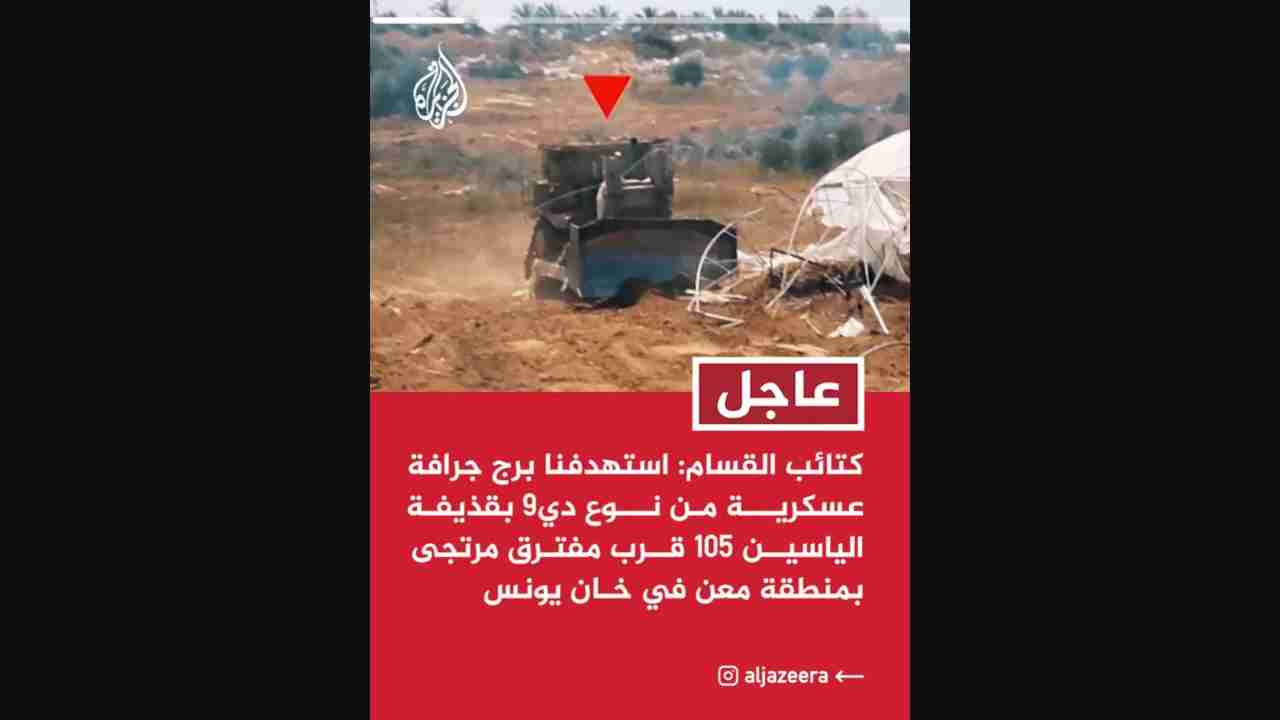 الجزيرة
عاجل
كتائب القسام: استهدفنا برج جرافة
عسكرية من نوع دي9 بقذيفة
الياسين 105 قرب مفترق مرتجى
بمنطقة معن في خان يونس
aljazeera